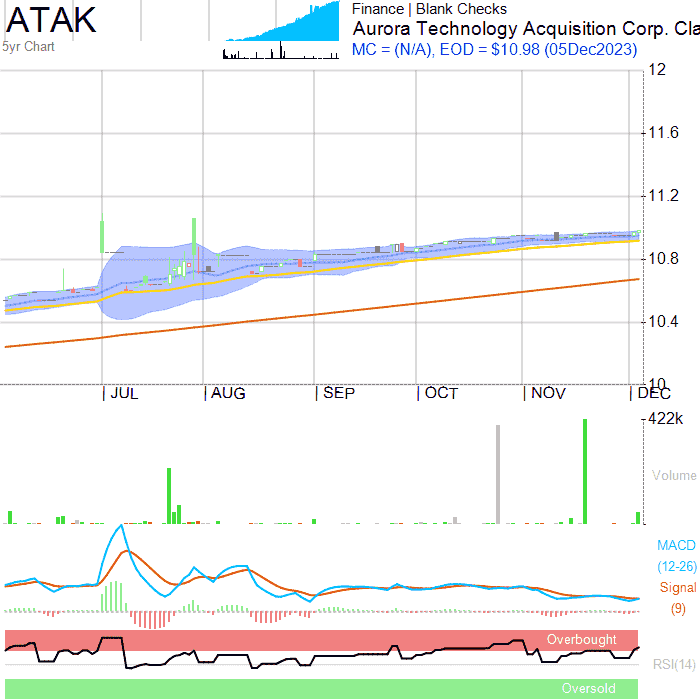 ATAK
5yr Chart
Finance | Blank Checks
Aurora Technology Acquisition Corp. Cla
MC = (N/A), EOD = $10.98 (05Dec2023)
12
11.6
11.2
10.8
10.4
10
JUL AUG SEP OCT NOV DEC
422k
Volume
MACD
(12-26)
Signal
(9)
Overbought
RSI(14)
Oversold